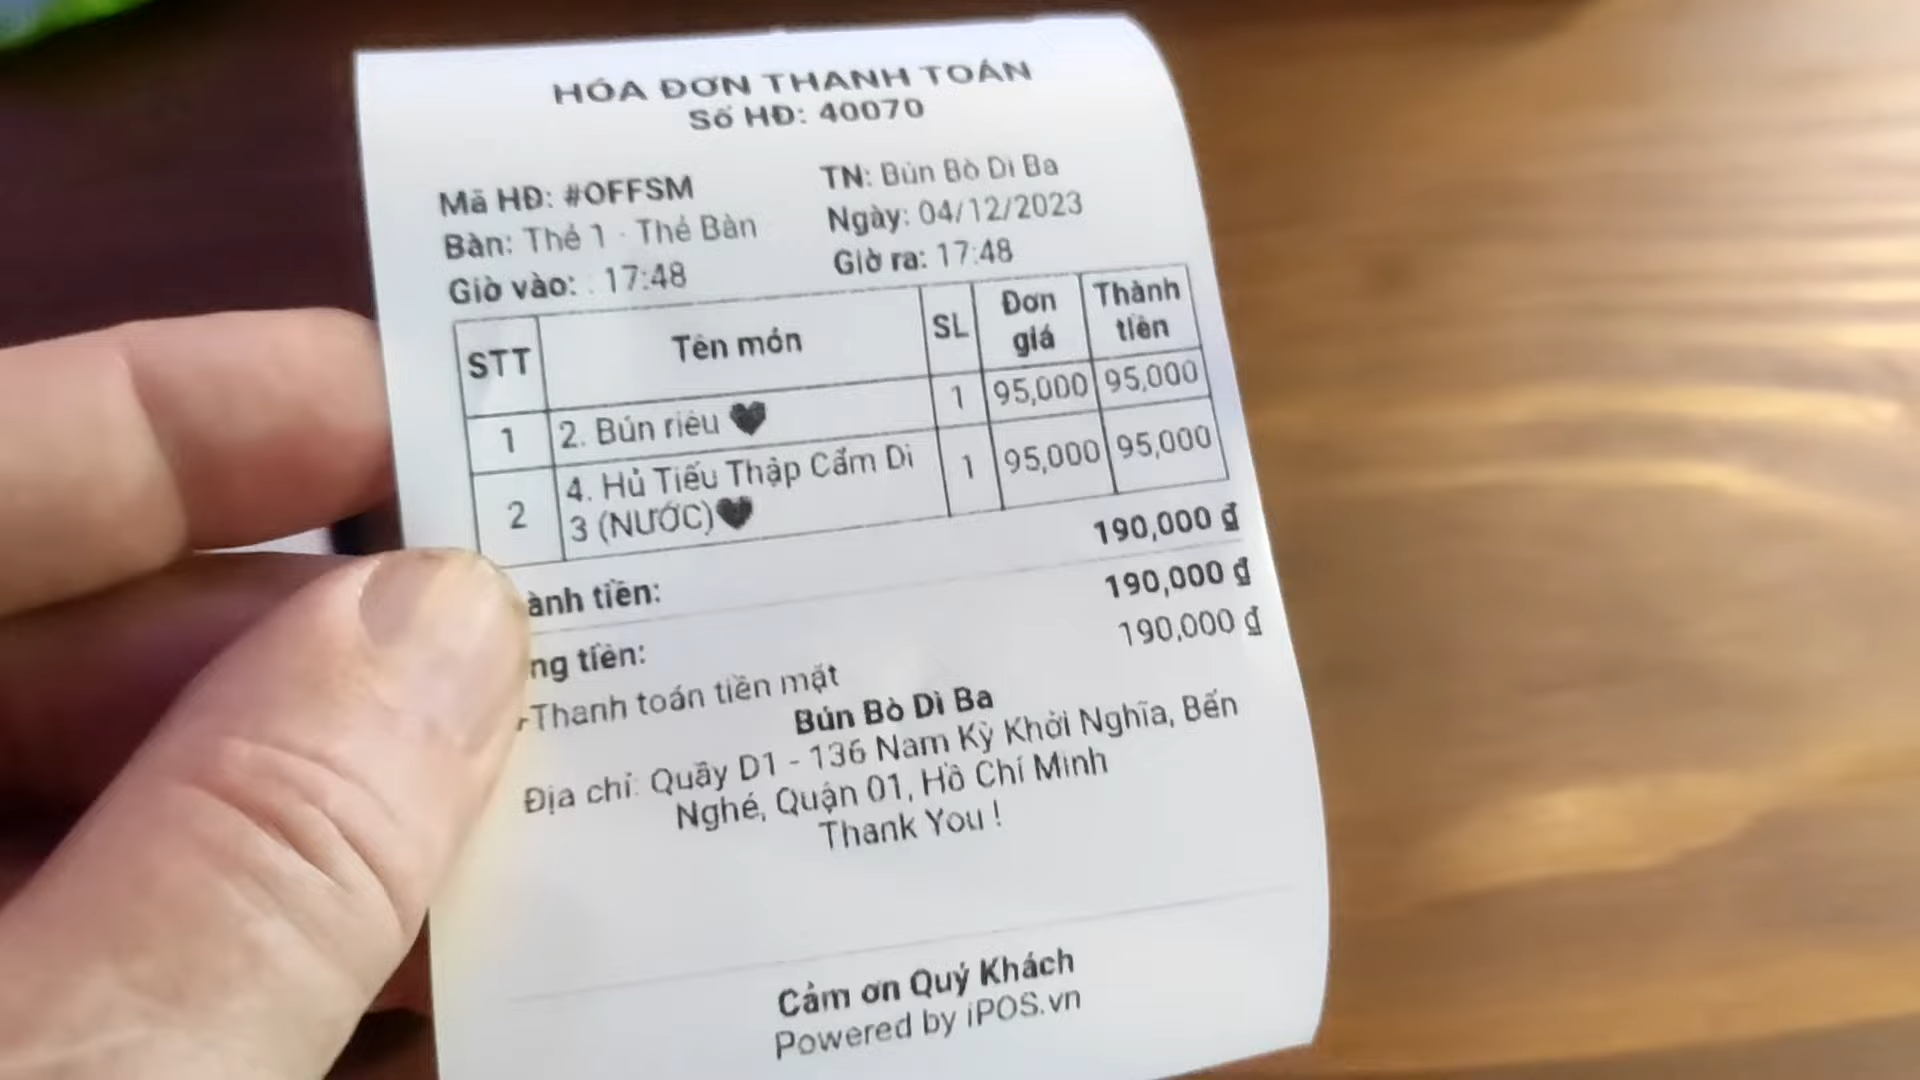 HÓA ĐƠN THANH TOÁN
Số HĐ: 40070
Mã HĐ: #OFFSM
TN: Bún Bò Dì Ba
Bàn: Thẻ 1 - Thẻ Bàn
Ngày: 04/12/2023
Giờ vào: 17:48
Giờ ra: 17:48
STT Tên món SL Đơn giá Thành tiền
1 2. Bún riêu 🖤 1 95,000 95,000
2 4. Hủ Tiếu Thập Cẩm Dì 1 95,000 95,000
3 (NƯỚC)🖤
ành tiền: 190,000 đ
ng tiền: 190,000 đ
+Thanh toán tiền mặt 190,000 đ
Bún Bò Dì Ba
Địa chỉ: Quầy D1 - 136 Nam Kỳ Khởi Nghĩa, Bến
Nghé, Quận 01, Hồ Chí Minh
Thank You !
Cảm ơn Quý Khách
Powered by iPOS.vn